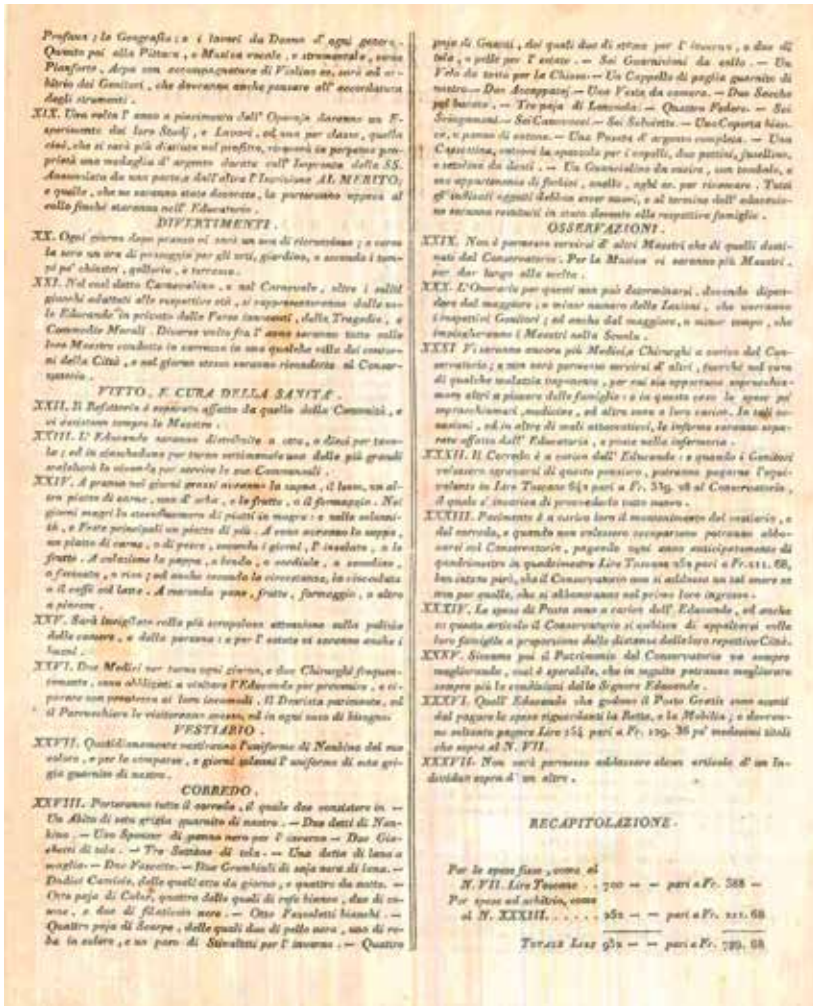 Profana ; la Geografia ; e i lavori da Donna d' ogni genere.
Quanto poi alla Pittura, e Musica vocale, e strumentale, come
Pianforte, Arpa con accompagnatura di Violino ec. sarà ad ar-
bitrio dei Genitori, che dovranno anche pensare all' accordatura
degli strumenti.
XIX. Una volta l' anno a piacimento dell' Operajo daranno un E-
sperimento dei loro Studj, e Lavori, ed una per classe, quella
cioè, che si sarà più distinta nel profitto, riceverà in perpetua pro-
prietà una medaglia d' argento dorata coll' Impronta della SS.
Annunziata da una parte, e dall' altra l' Iscrizione AL MERITO;
e quelle, che ne saranno state decorate, la porteranno appesa al
collo finchè staranno nell' Educatorio.
DIVERTIMENTI.
XX. Ogni giorno dopo pranzo vi sarà un ora di ricreazione ; e verso
la sera un ora di passeggio per gli orti, giardino, o secondo i tem-
pi pe' chiostri, gallerie, e terrazze.
XXI. Nel così detto Carnevalino, e nel Carnevale, oltre i soliti
giuochi adattati alle respettive età, si rappresenteranno dalle so-
le Educande in privato delle Farse innocenti, delle Tragedie, e
Commedie Morali. Diverse volte fra l' anno saranno tutte colle
loro Maestre condotte in carrozza in una qualche villa dei contor-
ni della Città, e nel giorno stesso saranno ricondotte al Conser-
vatorio.
VITTO, E CURA DELLA SANITA'
XXII. Il Refettorio è separato affatto da quello della Comunità, e
vi assistono sempre le Maestre.
XXIII. L' Educande saranno distribuite a otto, o dieci per tavo-
la ; ed in ciascheduna per turno settimanale una delle più grandi
scalcherà la vivanda per servire le sue Commensali.
XXIV. A pranzo nei giorni grassi avranno la zuppa, il lesso, un al-
tro piatto di carne, uno d' erbe, e le frutte, o il formaggio. Nei
giorni magri lo stesso numero di piatti in magro : e nelle solenni-
tà, e Feste principali un piatto di più. A cena avranno la zuppa,
un piatto di carne, o di pesce, secondo i giorni, l' insalata, o le
frutte. A colazione la pappa, o brodo, o cordiale, o semolino,
o farinata, o riso ; ed anche secondo le circostanze, la cioccolata
o il caffè col latte. A merenda pane, frutte, formaggio, o altro
a piacere.
XXV. Sarà invigilato colla più scrupolosa attenzione sulla pulizia
delle camere, e della persona : e per l' estate vi saranno anche i
bagni.
XXVI. Due Medici per turno ogni giorno, e due Chirurghi frequen-
temente, sono obbligati a visitare l' Educande per prevenire, e ri-
parare con prontezza ai loro incomodi. Il Dentista parimente, ed
il Parrucchiere le visiteranno spesso, ed in ogni caso di bisogno.
VESTIARIO.
XXVII. Quotidianamente vestiranno l'uniforme di Nankino del suo
colore, e per le comparse, e giorni solenni l' uniforme di seta gri-
gia guarnito di nastro.
CORREDO.
XXVIII. Porteranno tutte il corredo, il quale dee consistere in —
Un Abito di seta grigia guarnito di nastro. — Due detti di Nan-
kino. — Uno Spenser di panno nero per l' inverno — Due Gia-
chetti di tela. — Tre Sottane di tela. — Una detta di lana a
maglia. — Due Fascette. — Due Grembiuli di saja nera di lana. —
Dodici Camicie, delle quali otto da giorno, e quattro da notte. —
Otto paja di Calze, quattro delle quali di refe bianco, due di co-
tone, e due di filaticcio nero. — Otto Fazzoletti bianchi. —
Quattro paja di Scarpe, delle quali due di pelle nera, una di ro-
ba in colore, e un paro di Stivaletti per l' inverno. — Quattro
paja di Guanti, dei quali due di stame per l' inverno, e due di
tela, o pelle per l' estate. — Sei Guarnizioni da collo. — Un
Velo da testa per la Chiesa. — Un Cappello di paglia guarnito di
nastro. — Due Accappatoj. — Una Veste da camera. — Due Sacche
pel bucato. — Tre paja di Lenzuola. — Quattro Federe. — Sei
Sciugamani. — Sei Canovacci. — Sei Salviette. — Una Coperta bian-
ca, e panno di cotone. — Una Posata d' argento completa. — Una
Cassettina, entrovi la spazzola per i capelli, due pettini,
e setolino da denti. — Un Guancialino da cucire, con tombolo, e
sue appartenenze di forbici, anello, aghi ec. per ricamare. Tutti
gl' indicati oggetti debbon esser nuovi, e al termine dell' educazio-
ne saranno restituiti in stato decente alle respettive famiglie.
OSSERVAZIONI.
XXIX. Non è permesso servirsi d' altri Maestri che di quelli desti-
nati dal Conservatorio. Per la Musica vi saranno più Maestri,
per dar luogo alla scelta.
XXX. L'Onorario per questi non può determinarsi, dovendo dipen-
dere dal maggiore, o minor numero delle Lezioni, che vorranno
i respettivi Genitori ; ed anche dal maggiore, o minor tempo, che
impiegheranno i Maestri nella Scuola.
XXXI Vi saranno ancora più Medici, e Chirurghi a carico del Con-
servatorio ; e non sarà permesso servirsi d' altri, fuorchè nel caso
di qualche malattia imponente, per cui sia opportuno sopracchia-
marne altri a piacere delle famiglie : e in questo caso le spese pe'
sopracchiamati, medicine, ed altro sono a loro carico. In tali oc-
casioni, ed in altre di mali attaccaticci, le inferme saranno sepa-
rate affatto dall' Educatorio, e poste nella infermeria.
XXXII. Il Corredo è a carico dell' Educande : e quando i Genitori
volessero sgravarsi di questo pensiero, potranno pagarne l'equi-
valente in Lire Toscane 642 pari a Fr. 539. 28 al Conservatorio,
il quale s' incarica di provvederlo tutto nuovo.
XXXIII. Parimente è a carico loro il mantenimento del vestiario, e
del corredo, e quando non volessero occuparsene potranno abbo-
narsi col Conservatorio, pagando ogni anno anticipatamente di
quadrimestre in quadrimestre Lire Toscane 252 pari a Fr. 211. 68,
ben inteso però, che il Conservatorio non si addossa un tal onere se
non per quelle, che si abboneranno nel primo loro ingresso.
XXXIV. Le spese di Posta sono a carico dell' Educande, ed anche
su questo articolo il Conservatorio si esibisce di appaltarsi colle
loro famiglie a proporzione della distanza delle loro repettive Città.
XXXV. Siccome poi il Patrimonio del Conservatorio va sempre
migliorando, così è sperabile, che in seguito potranno migliorare
sempre più le condizioni delle Signore Educande.
XXXVI. Quell' Educande che godono il Posto Gratis sono esenti
dal pagare le spese riguardanti la Retta, e la Mobilia ; e dovran-
no soltanto pagare Lire 154 pari a Fr. 129. 36 pe' medesimi titoli
che sopra al N. VII.
XXXVII. Non sarà permesso addossare alcun articolo d' un In-
dividuo sopra d' un altro.
RECAPITOLAZIONE.
Per le spese fisse, come al
N. VII. Lire Toscane . . 700 — — pari a Fr. 588 —
Per spese ad arbitrio, come
al N. XXXIII. . . . . . 252 — — pari a Fr. 211. 68
TOTALE LIRE 952 — — pari a Fr. 799. 68